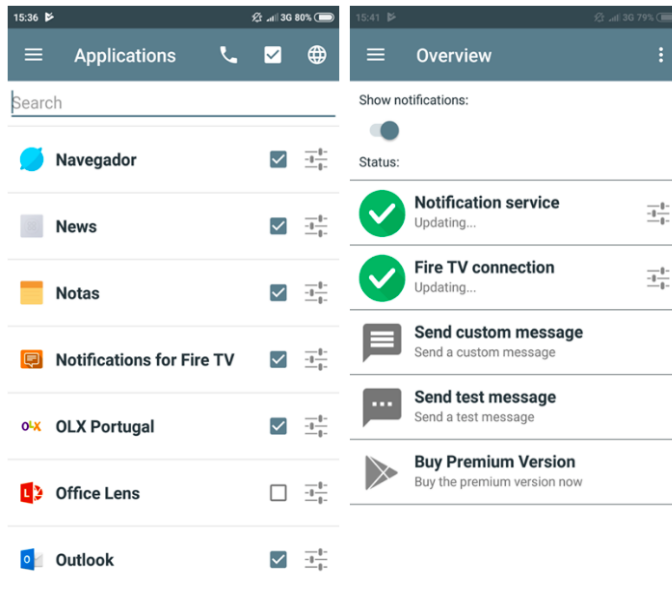 15:36
3G 80%
Applications
Search
Navegador
News
Notas
Notifications for Fire TV
OLX
OLX Portugal
L
Office Lens
o
Outlook
15:41
3G 79%
Overview
Show notifications:
Status:
Notification service
Updating...
Fire TV connection
Updating...
Send custom message
Send a custom message
Send test message
Send a test message
Buy Premium Version
Buy the premium version now